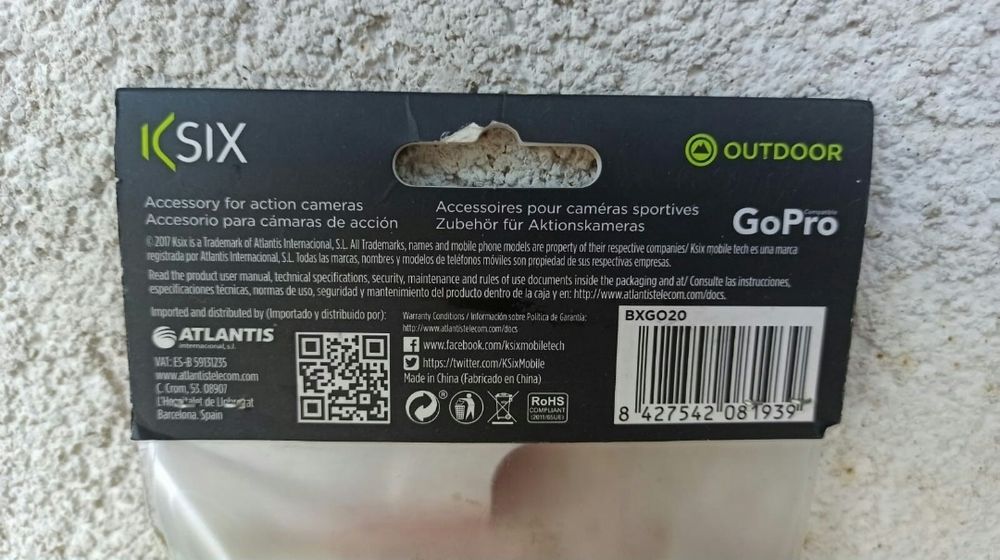 KSIX
OUTDOOR
Accessory for action cameras
Accesorio para cámaras de acción
Accessoires pour caméras sportives
Zubehör für Aktionskameras
Compatible
GoPro
© 2017 Ksix is a Trademark of Atlantis Internacional, S.L. All Trademarks, names and mobile phone models are property of their respective companies/ Ksix mobile tech es una marca
registrada por Atlantis Internacional, S.L. Todas las marcas, nombres y modelos de teléfonos móviles son propiedad de sus respectivas empresas.
Read the product user manual, technical specifications, security, maintenance and rules of use documents inside the packaging and at/ Consulte las instrucciones,
especificaciones técnicas, normas de uso, seguridad y mantenimiento del producto dentro de la caja y en: http://www.atlantistelecom.com/docs.
Imported and distributed by (Importado y distribuido por):
ATLANTIS
internacional, s.l.
VAT: ES-B 59131235
www.atlantistelecom.com
C. Crom, 53. 08907
L'Hospitalet de Llobregat
Barcelona, Spain
Warranty Conditions / Información sobre Política de Garantía:
http://www.atlantistelecom.com/docs
www.facebook.com/ksixmobiletech
https://twitter.com/KSixMobile
Made in China (Fabricado en China)
®
RoHS
COMPLIANT
(2011/65UE)
BXGO20
8 427542 081939